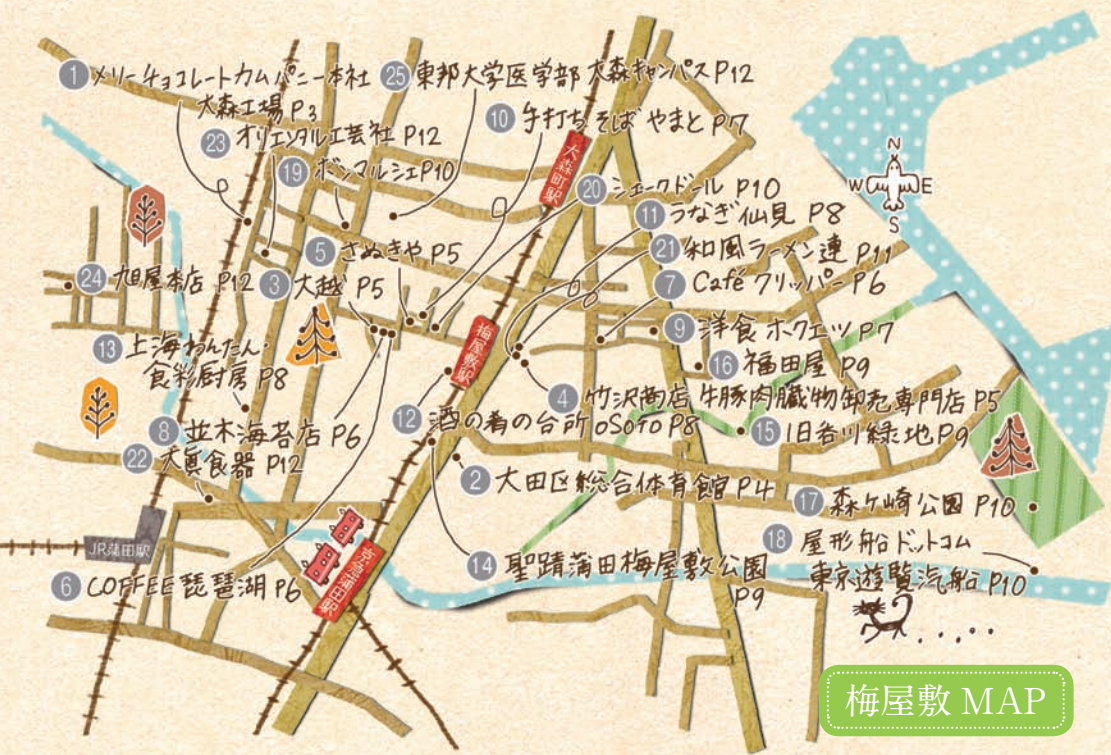 1 メリーチョコレートカムパニー本社
大森工場 P3
25 東邦大学医学部 大森キャンパス P12
10 手打ちそば やまと P7
23 オリエンタル工芸社 P12
19 ボンマルシェ P10
大森町駅
20 シェークドール P10
11 うなぎ 仙見 P8
5 さぬきや P5
21 和風ラーメン連 P11
24 旭屋本店 P12
3 大越 P5
7 Cafe クリッパー P6
梅屋敷駅
9 洋食 ホクエツ P7
13 上海わんたん・
食彩厨房 P8
16 福田屋 P9
4 竹沢商店 牛豚肉臓物卸売専門店 P5
8 並木海苔店 P6
12 酒の肴の台所 oSoTo P8
15 旧呑川緑地 P9
22 大眞食器 P12
2 大田区総合体育館 P4
17 森ヶ崎公園 P10
JR蒲田駅
京急蒲田駅
6 COFFEE 琵琶湖 P6
14 聖蹟蒲田梅屋敷公園
P9
18 屋形船ドットコム
東京遊覧汽船 P10
N
W E
S
梅屋敷 MAP